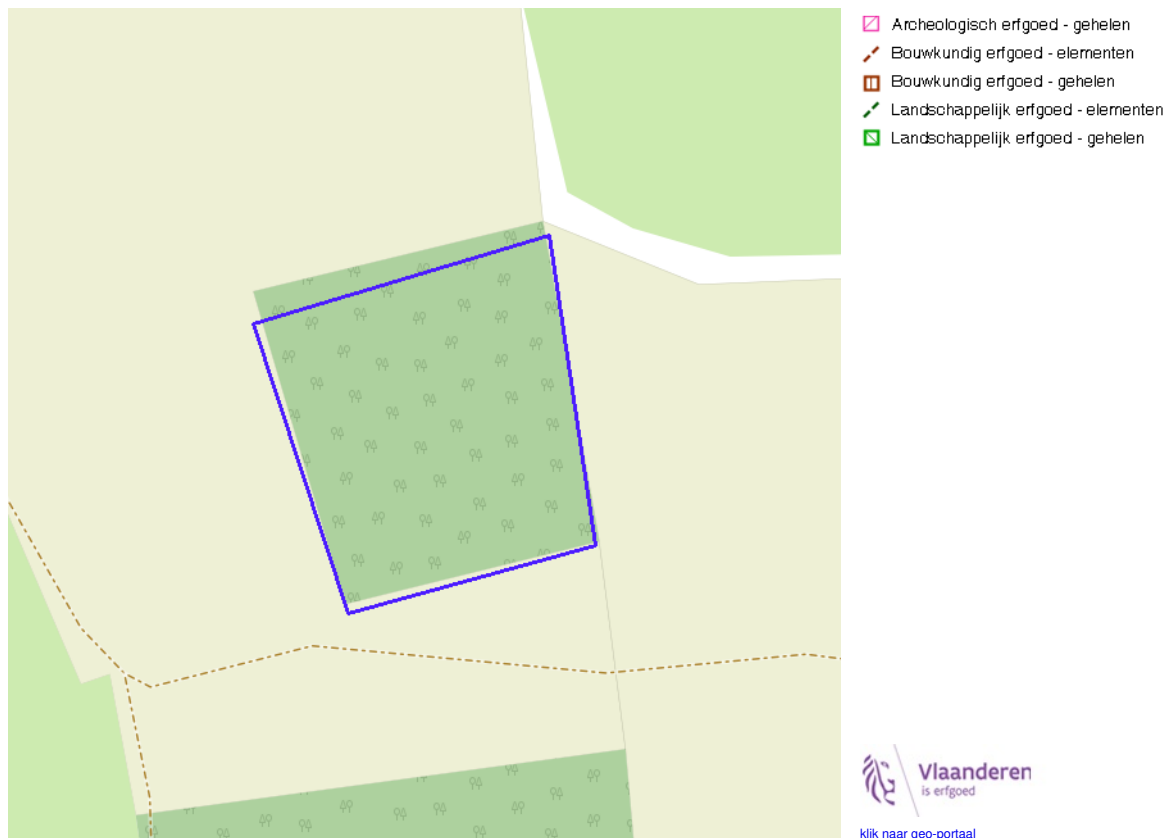 Archeologisch erfgoed - gehelen
Bouwkundig erfgoed - elementen
Bouwkundig erfgoed - gehelen
Landschappelijk erfgoed - elementen
Landschappelijk erfgoed - gehelen
Vlaanderen
is erfgoed
klik naar geo-portaal